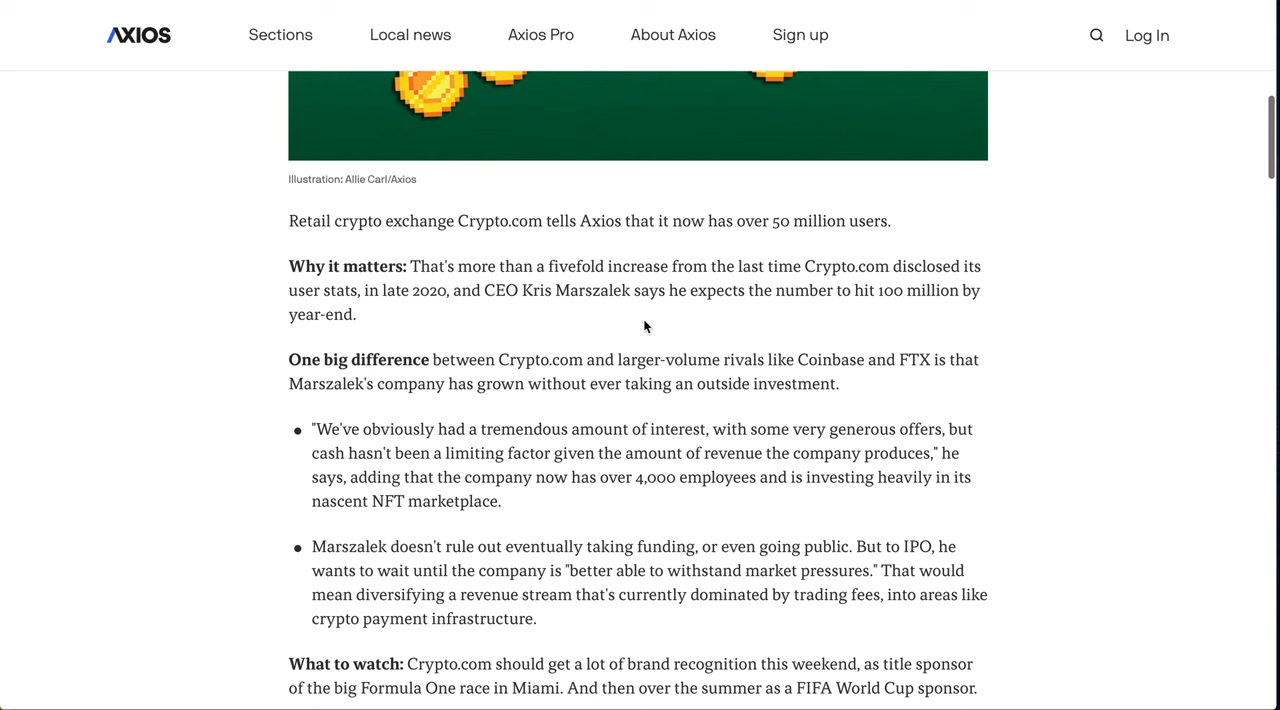 AXIOS
Sections
Local news
Axios Pro
About Axios
Sign up
Log In
Illustration: Allie Carl/Axios
Retail crypto exchange Crypto.com tells Axios that it now has over 50 million users.
Why it matters: That's more than a fivefold increase from the last time Crypto.com disclosed its
user stats, in late 2020, and CEO Kris Marszalek says he expects the number to hit 100 million by
year-end.
One big difference between Crypto.com and larger-volume rivals like Coinbase and FTX is that
Marszalek's company has grown without ever taking an outside investment.
• "We've obviously had a tremendous amount of interest, with some very generous offers, but
cash hasn't been a limiting factor given the amount of revenue the company produces," he
says, adding that the company now has over 4,000 employees and is investing heavily in its
nascent NFT marketplace.
• Marszalek doesn't rule out eventually taking funding, or even going public. But to IPO, he
wants to wait until the company is "better able to withstand market pressures." That would
mean diversifying a revenue stream that's currently dominated by trading fees, into areas like
crypto payment infrastructure.
What to watch: Crypto.com should get a lot of brand recognition this weekend, as title sponsor
of the big Formula One race in Miami. And then over the summer as a FIFA World Cup sponsor.